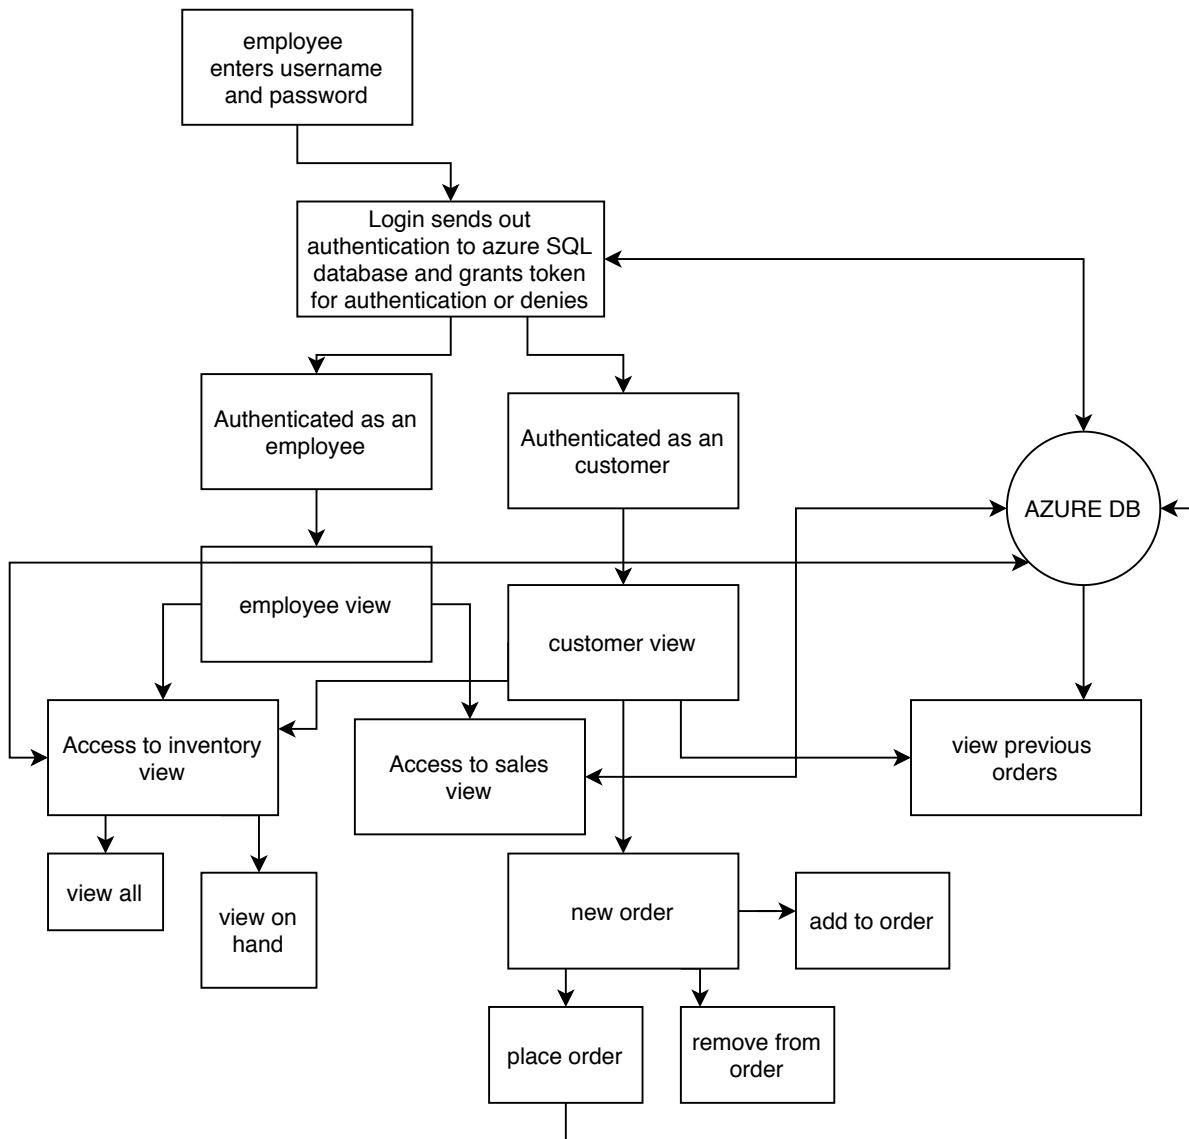 employee
enters username
and password
Login sends out
authentication to azure SQL
database and grants token
for authentication or denies
Authenticated as an
employee
Authenticated as an
customer
AZURE DB
employee view
customer view
Access to inventory
view
Access to sales
view
view previous
orders
view all
view on
hand
new order
add to order
place order
remove from
order